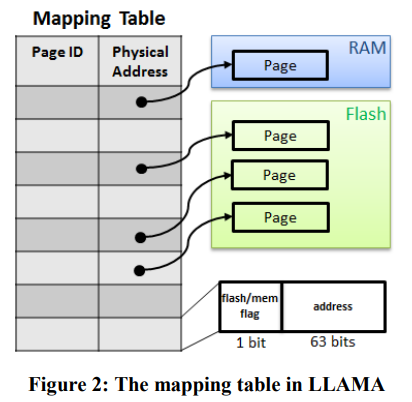 Mapping Table
Page ID
Physical
Address
RAM
Page
Flash
Page
Page
Page
flash/mem
flag
address
1 bit
63 bits
Figure 2: The mapping table in LLAMA